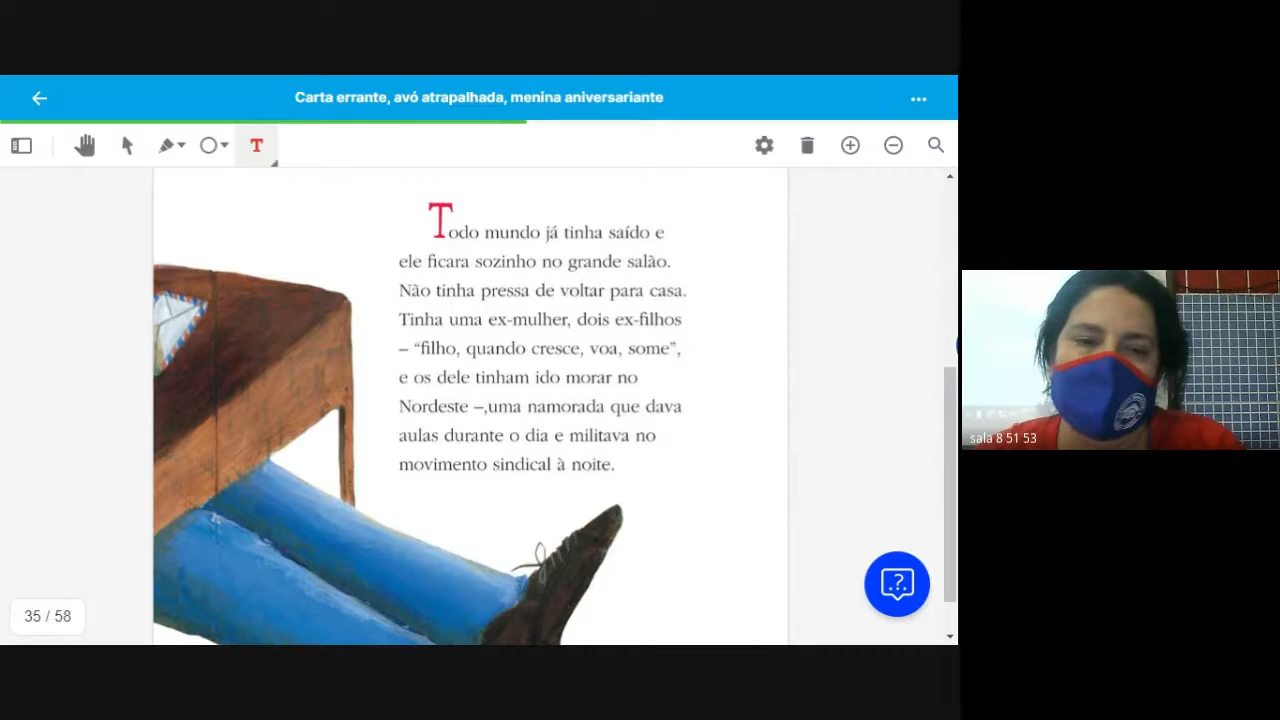 Carta errante, avó atrapalhada, menina aniversariante
T
Todo mundo já tinha saído e
ele ficara sozinho no grande salão.
Não tinha pressa de voltar para casa.
Tinha uma ex-mulher, dois ex-filhos
– “filho, quando cresce, voa, some”,
e os dele tinham ido morar no
Nordeste –,uma namorada que dava
aulas durante o dia e militava no
movimento sindical à noite.
35 / 58
sala 8 51 53